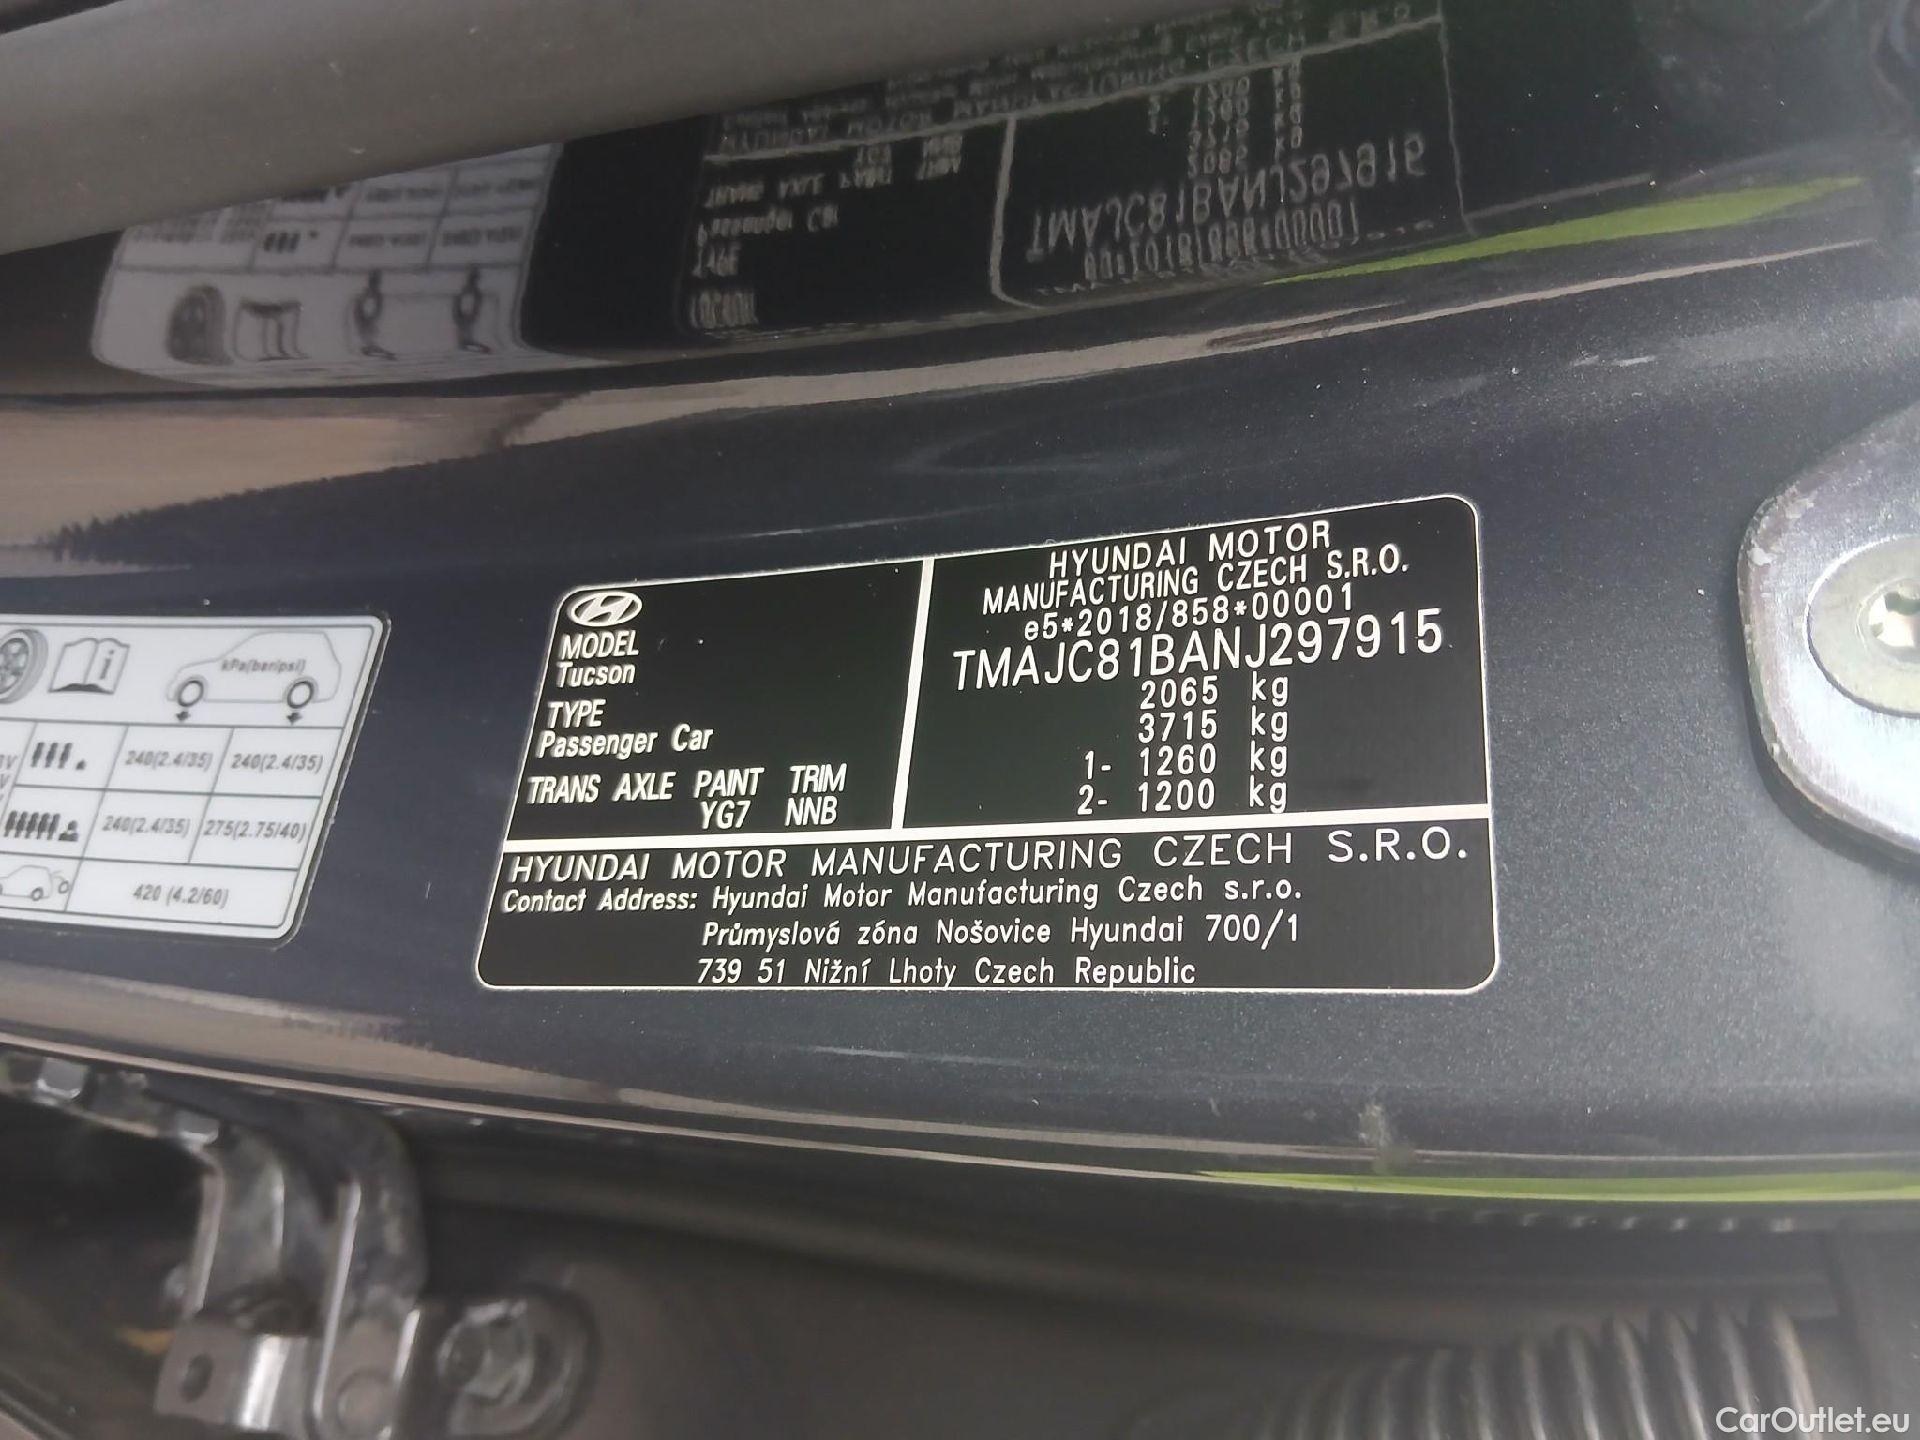 HYUNDAI MOTOR
MANUFACTURING CZECH S.R.O.
e5*2018/858*00001
TMAJC81BANJ297915
2065 kg
3715 kg
1- 1260 kg
2- 1200 kg
MODEL
Tucson
TYPE
Passenger Car
TRANS AXLE PAINT TRIM
YG7 NNB
HYUNDAI MOTOR MANUFACTURING CZECH S.R.O.
Contact Address: Hyundai Motor Manufacturing Czech s.r.o.
Průmyslová zóna Nošovice Hyundai 700/1
739 51 Nižní Lhoty Czech Republic
i
kPa(bar/psi)
240(2.4/35) 240(2.4/35)
240(2.4/35) 275(2.75/40)
420 (4.2/60)
CarOutlet.eu